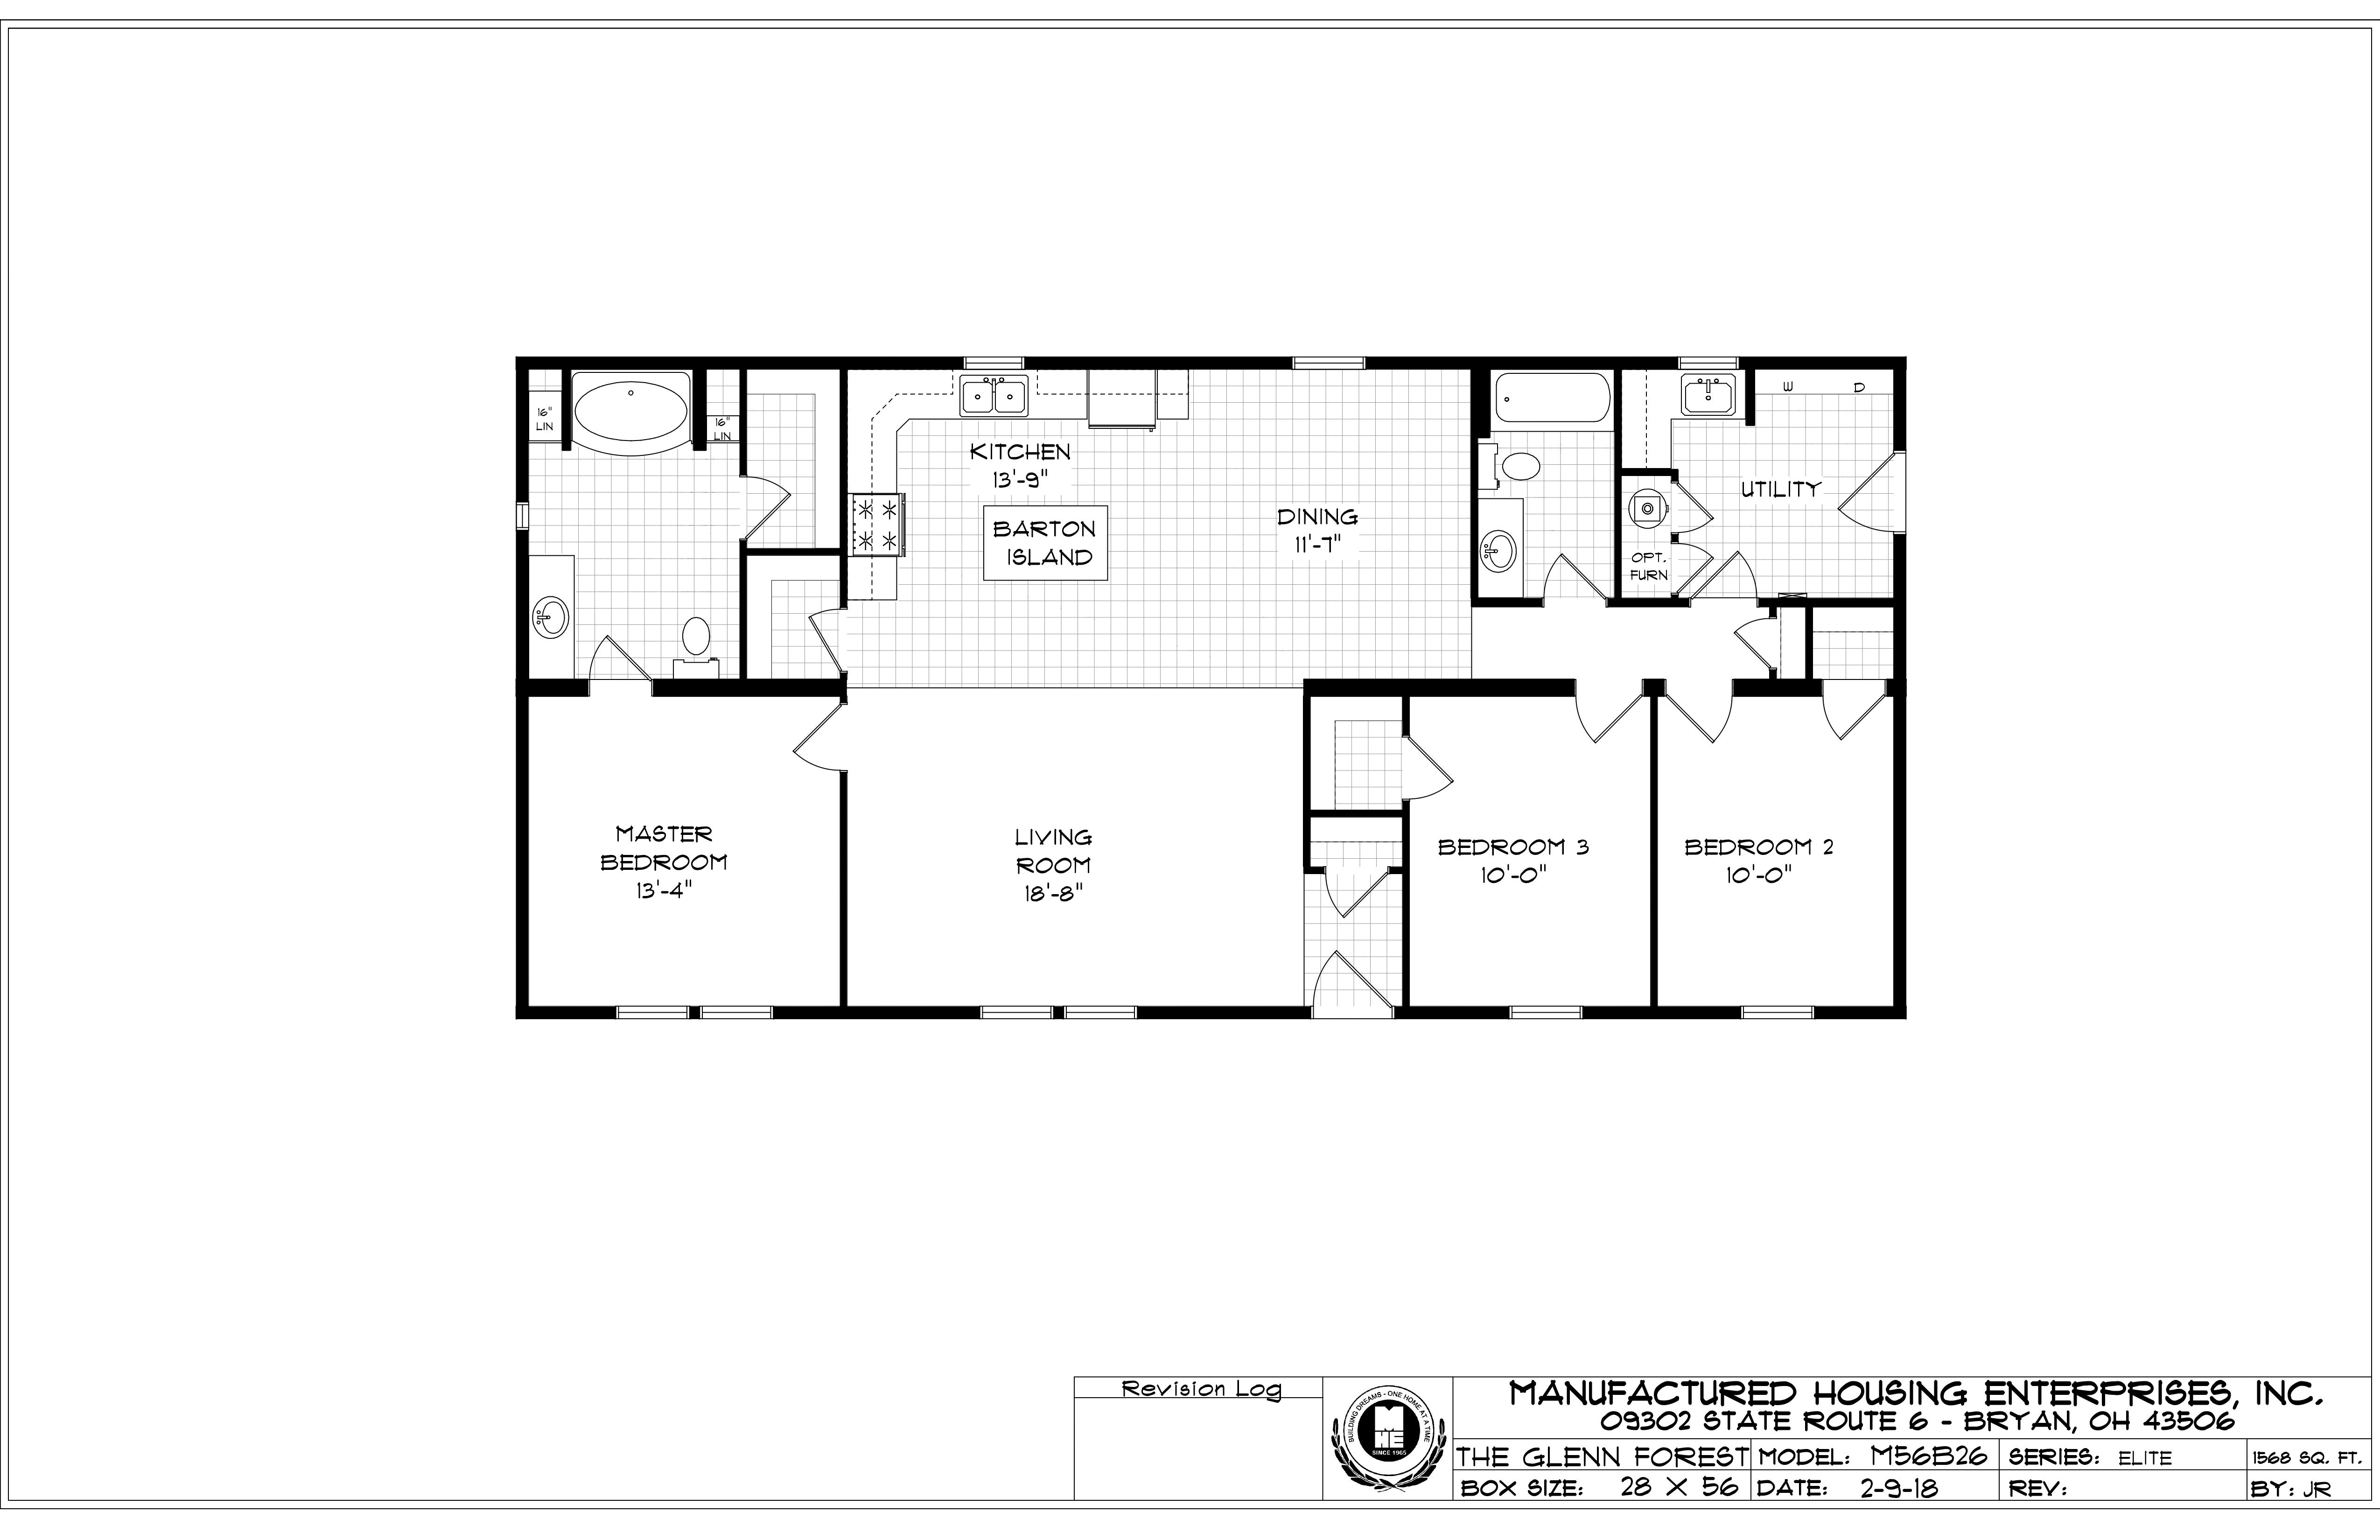 16"
LIN
16"
LIN
W
D
KITCHEN
13'-9"
UTILITY
BARTON
ISLAND
DINING
11'-7"
OPT.
FURN
MASTER
BEDROOM
13'-4"
LIVING
ROOM
18'-8"
BEDROOM 3
10'-0"
BEDROOM 2
10'-0"
Revision Log
BUILDING DREAMS - ONE HOME AT A TIME
MHE
SINCE 1965
MANUFACTURED HOUSING ENTERPRISES, INC.
09302 STATE ROUTE 6 - BRYAN, OH 43506
THE GLENN FOREST MODEL: M56B26 SERIES: ELITE 1568 SQ. FT.
BOX SIZE: 28 X 56 DATE: 2-9-18 REV: BY: JR